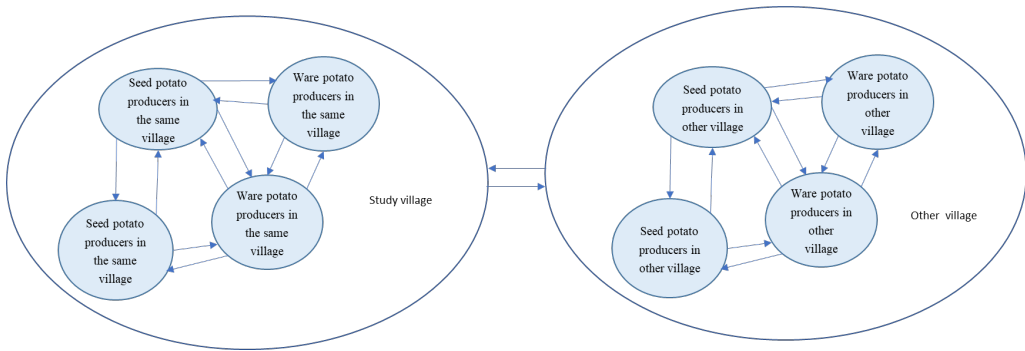 Seed potato
producers in
the same
village
Ware potato
producers in
the same
village
Seed potato
producers in
the same
village
Ware potato
producers in
the same
village
Study village
Seed potato
producers in
other village
Ware potato
producers in
other
village
Seed potato
producers in
other village
Ware potato
producers in
other
village
Other village